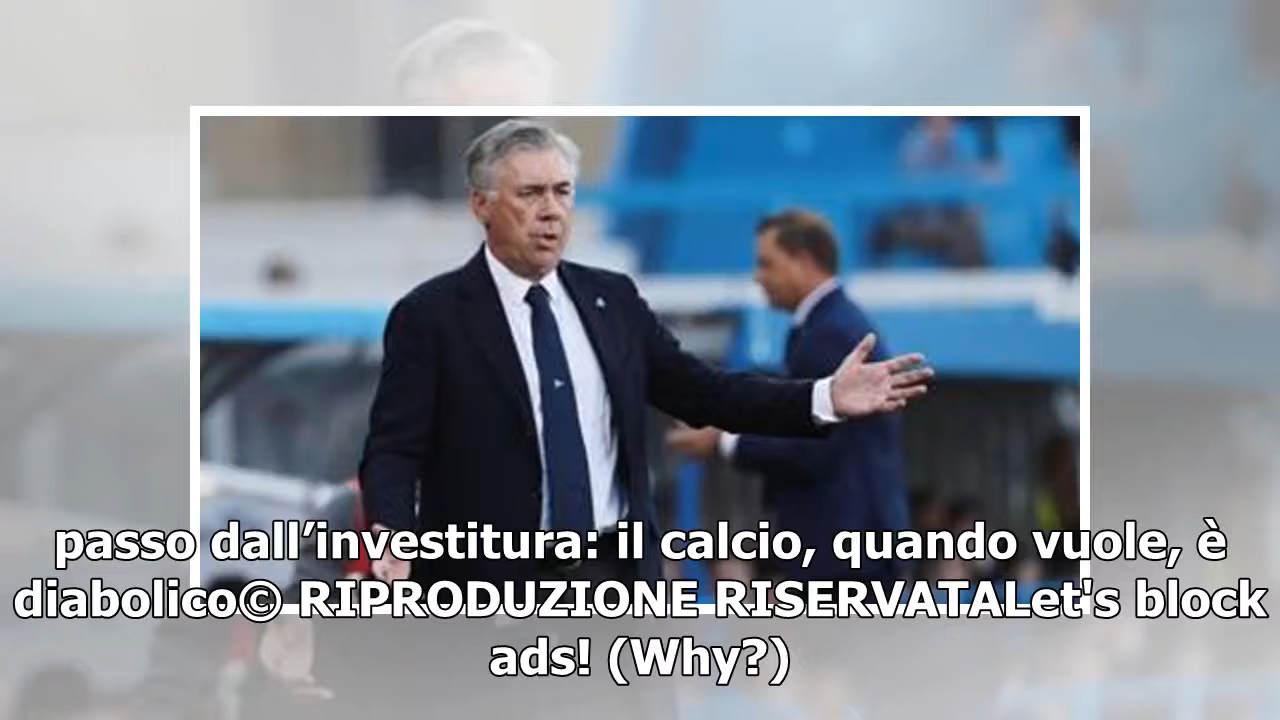 passo dall’investitura: il calcio, quando vuole, è
diabolico© RIPRODUZIONE RISERVATALet's block
ads! (Why?)